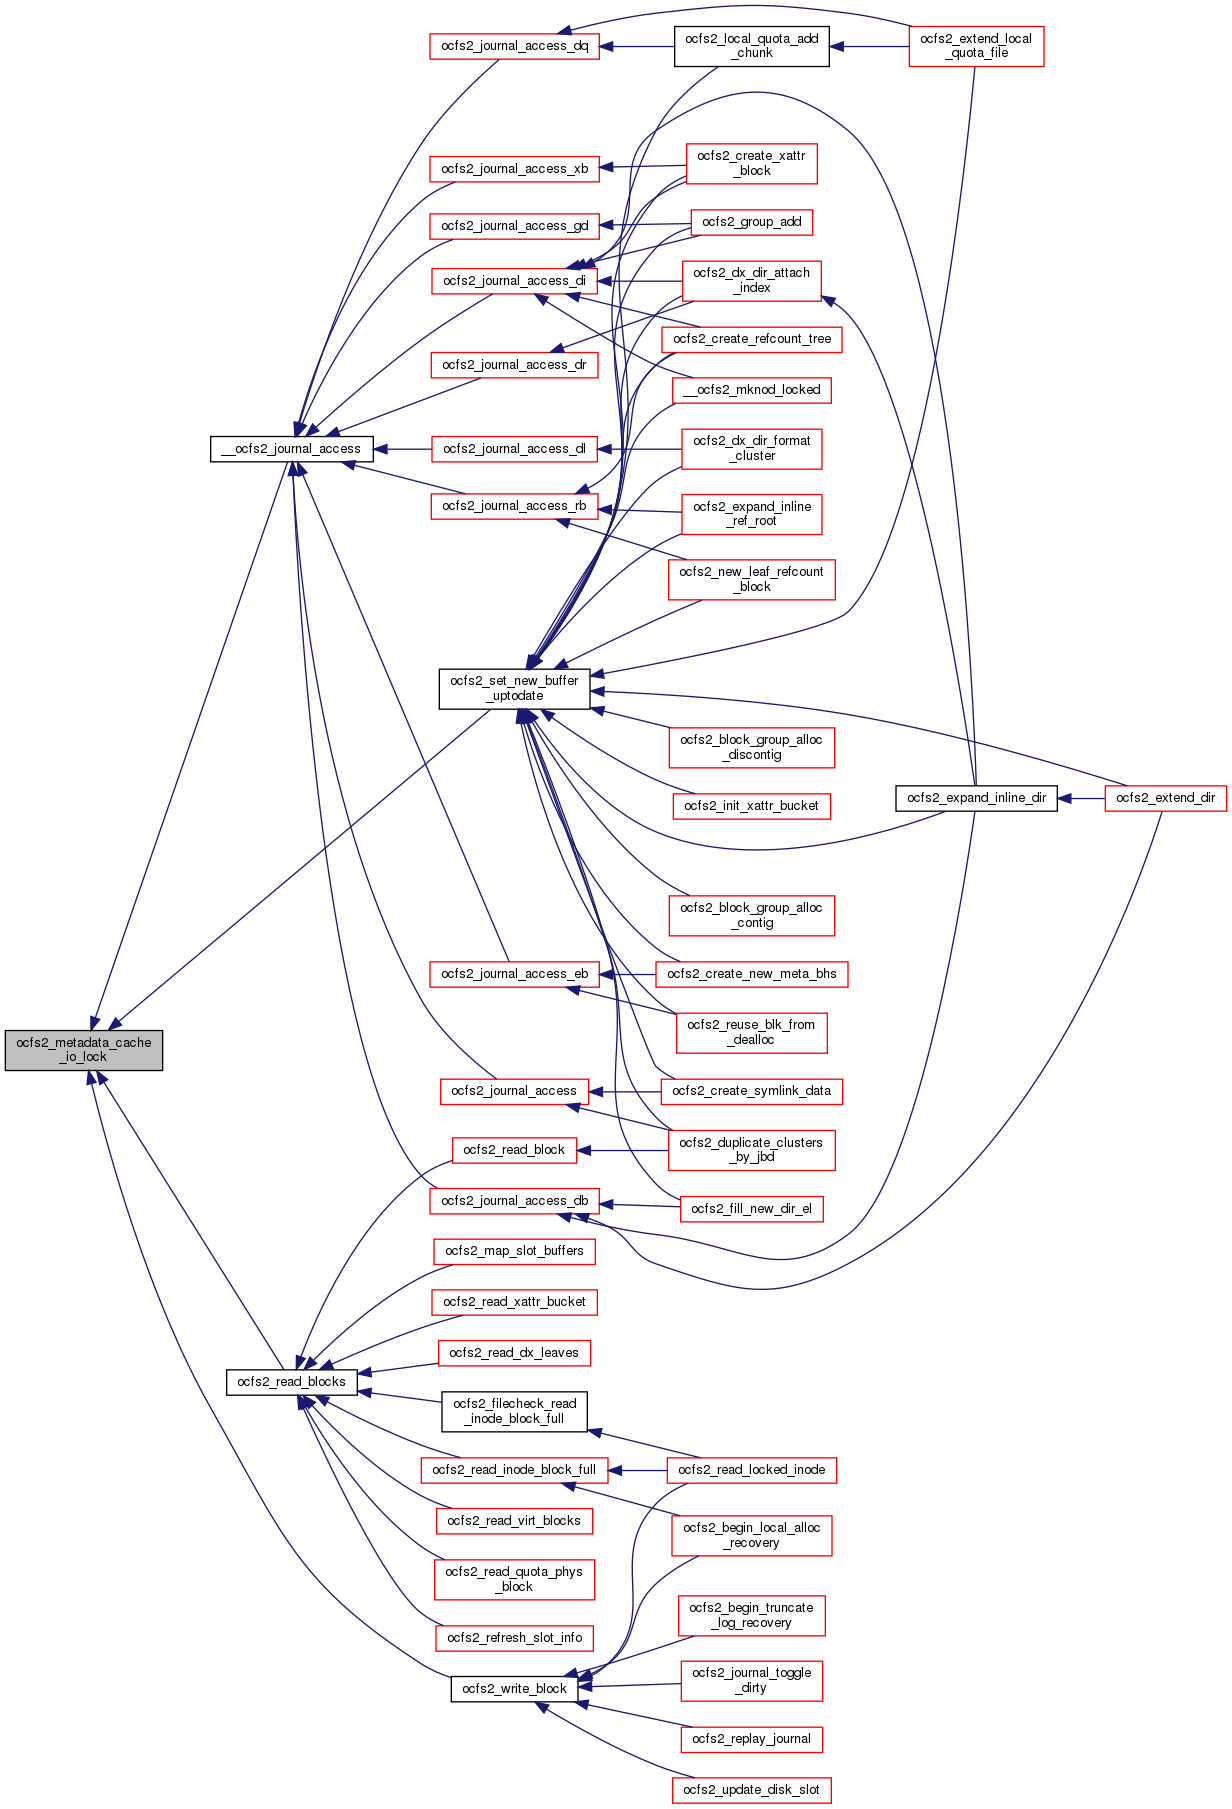 ocfs2_metadata_cache
_io_lock
__ocfs2_journal_access
ocfs2_set_new_buffer
_uptodate
ocfs2_read_blocks
ocfs2_write_block
ocfs2_journal_access_dq
ocfs2_journal_access_xb
ocfs2_journal_access_gd
ocfs2_journal_access_di
ocfs2_journal_access_dr
ocfs2_journal_access_dl
ocfs2_journal_access_rb
ocfs2_journal_access_eb
ocfs2_journal_access
ocfs2_read_block
ocfs2_journal_access_db
ocfs2_map_slot_buffers
ocfs2_read_xattr_bucket
ocfs2_read_dx_leaves
ocfs2_filecheck_read
_inode_block_full
ocfs2_read_inode_block_full
ocfs2_read_virt_blocks
ocfs2_read_quota_phys
_block
ocfs2_refresh_slot_info
ocfs2_local_quota_add
_chunk
ocfs2_create_xattr
_block
ocfs2_group_add
ocfs2_dx_dir_attach
_index
ocfs2_create_refcount_tree
__ocfs2_mknod_locked
ocfs2_dx_dir_format
_cluster
ocfs2_expand_inline
_ref_root
ocfs2_new_leaf_refcount
_block
ocfs2_block_group_alloc
_discontig
ocfs2_init_xattr_bucket
ocfs2_block_group_alloc
_contig
ocfs2_create_new_meta_bhs
ocfs2_reuse_blk_from
_dealloc
ocfs2_create_symlink_data
ocfs2_duplicate_clusters
_by_jbd
ocfs2_fill_new_dir_el
ocfs2_read_locked_inode
ocfs2_begin_local_alloc
_recovery
ocfs2_begin_truncate
_log_recovery
ocfs2_journal_toggle
_dirty
ocfs2_replay_journal
ocfs2_update_disk_slot
ocfs2_extend_local
_quota_file
ocfs2_expand_inline_dir
ocfs2_extend_dir